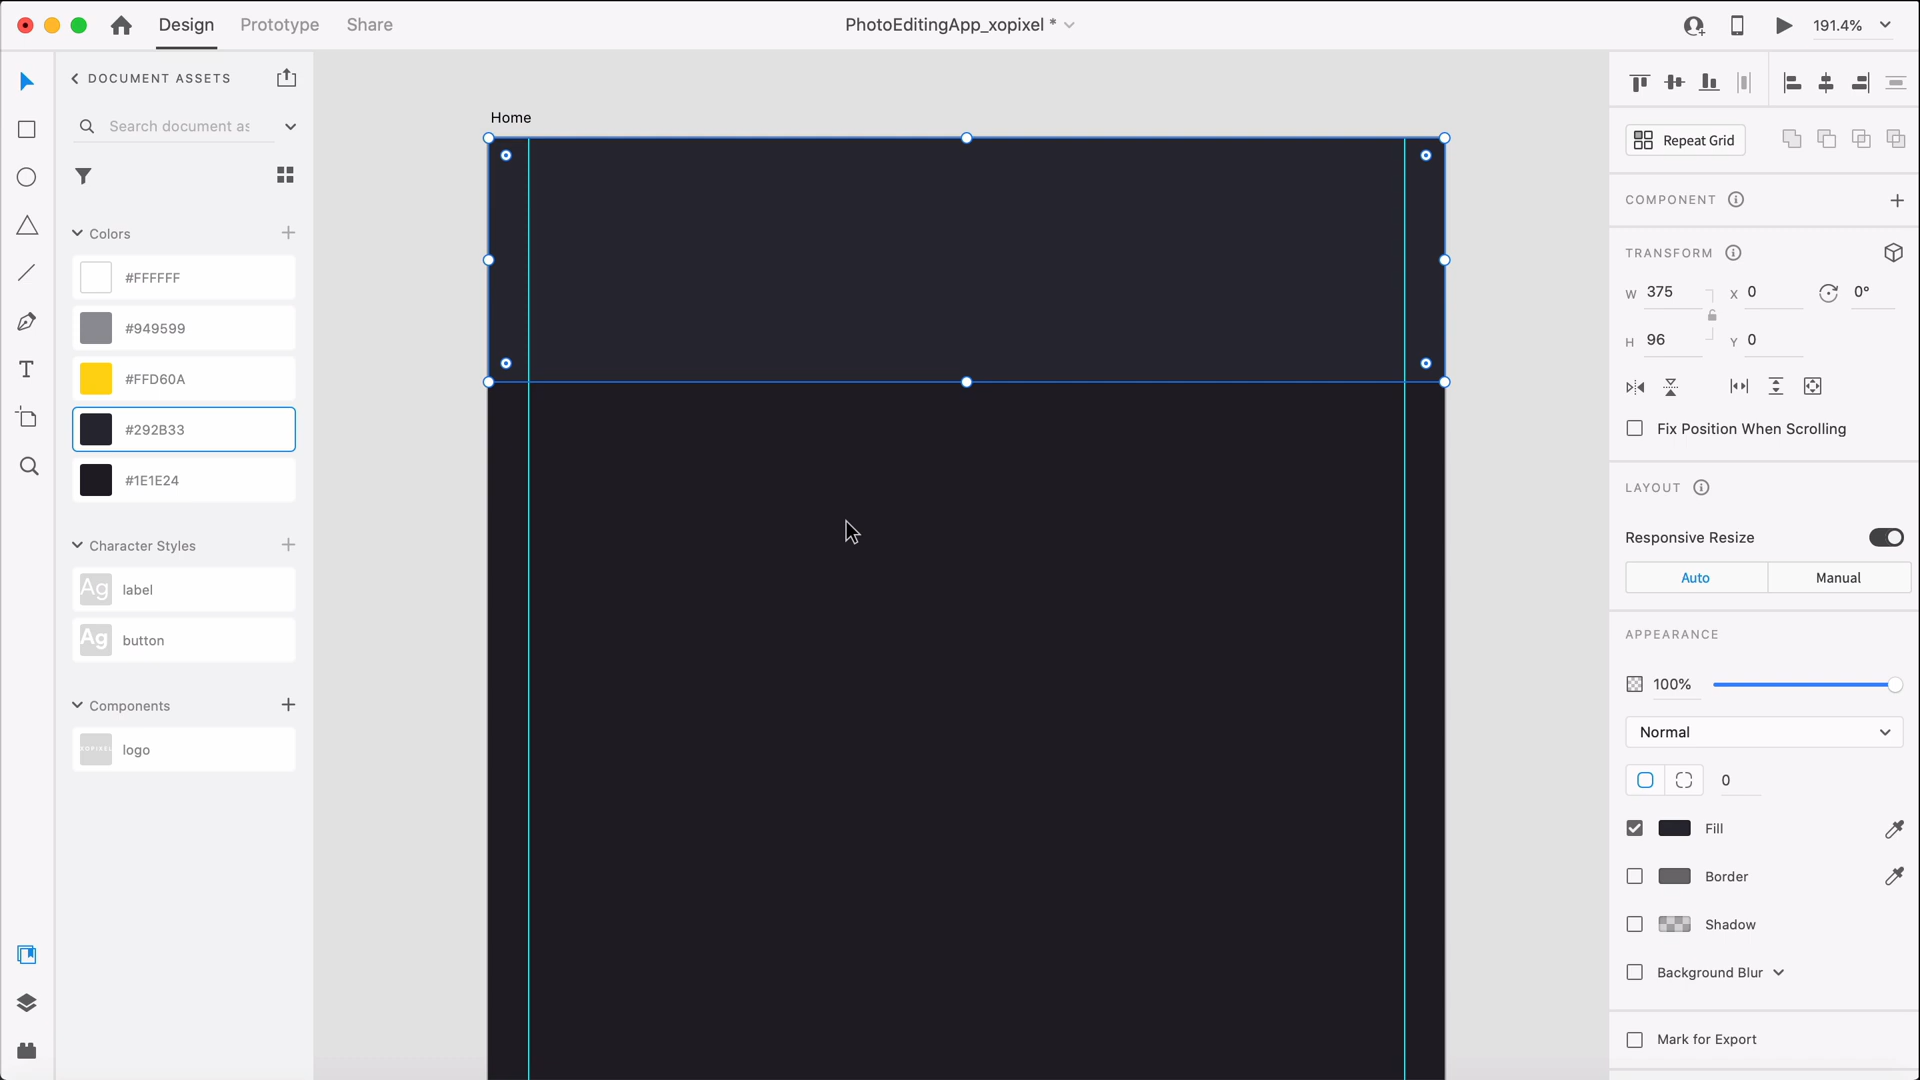 Design Prototype Share PhotoEditingApp_xopixel * 191.4%
DOCUMENT ASSETS
Search document as
Colors
#FFFFFF
#949599
#FFD60A
#292B33
#1E1E24
Character Styles
Ag label
Ag button
Components
XOPIXEL logo
Home
Repeat Grid
COMPONENT
TRANSFORM
W 375 X 0 0°
H 96 Y 0
Fix Position When Scrolling
LAYOUT
Responsive Resize
Auto Manual
APPEARANCE
100%
Normal
0
Fill
Border
Shadow
Background Blur
Mark for Export